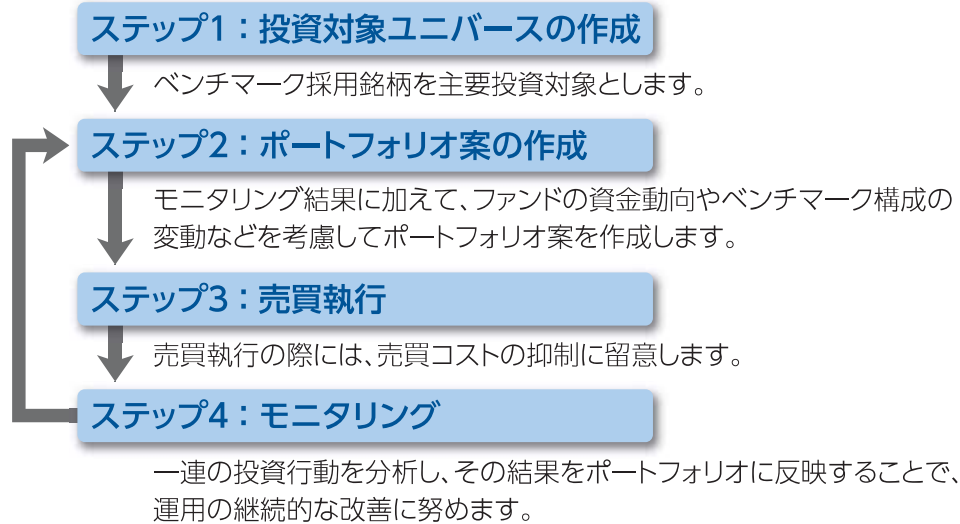 ステップ1：投資対象ユニバースの作成
ベンチマーク採用銘柄を主要投資対象とします。
ステップ2：ポートフォリオ案の作成
モニタリング結果に加えて、ファンドの資金動向やベンチマーク構成の
変動などを考慮してポートフォリオ案を作成します。
ステップ3：売買執行
売買執行の際には、売買コストの抑制に留意します。
ステップ4：モニタリング
一連の投資行動を分析し、その結果をポートフォリオに反映することで、
運用の継続的な改善に努めます。